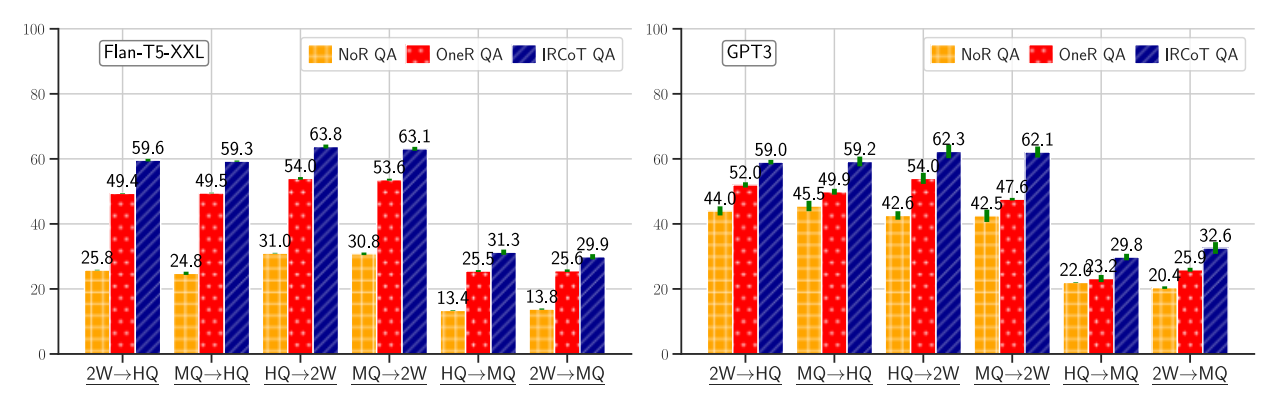 Flan-T5-XXL
NoR QA OneR QA IRCoT QA
100
80
60
40
20
0
25.8 49.4 59.6
24.8 49.5 59.3
31.0 54.0 63.8
30.8 53.6 63.1
13.4 25.5 31.3
13.8 25.6 29.9
2W→HQ MQ→HQ HQ→2W MQ→2W HQ→MQ 2W→MQ
GPT3
NoR QA OneR QA IRCoT QA
100
80
60
40
20
0
44.0 52.0 59.0
45.5 49.9 59.2
42.6 54.0 62.3
42.5 47.6 62.1
22.0 23.2 29.8
20.4 25.9 32.6
2W→HQ MQ→HQ HQ→2W MQ→2W HQ→MQ 2W→MQ